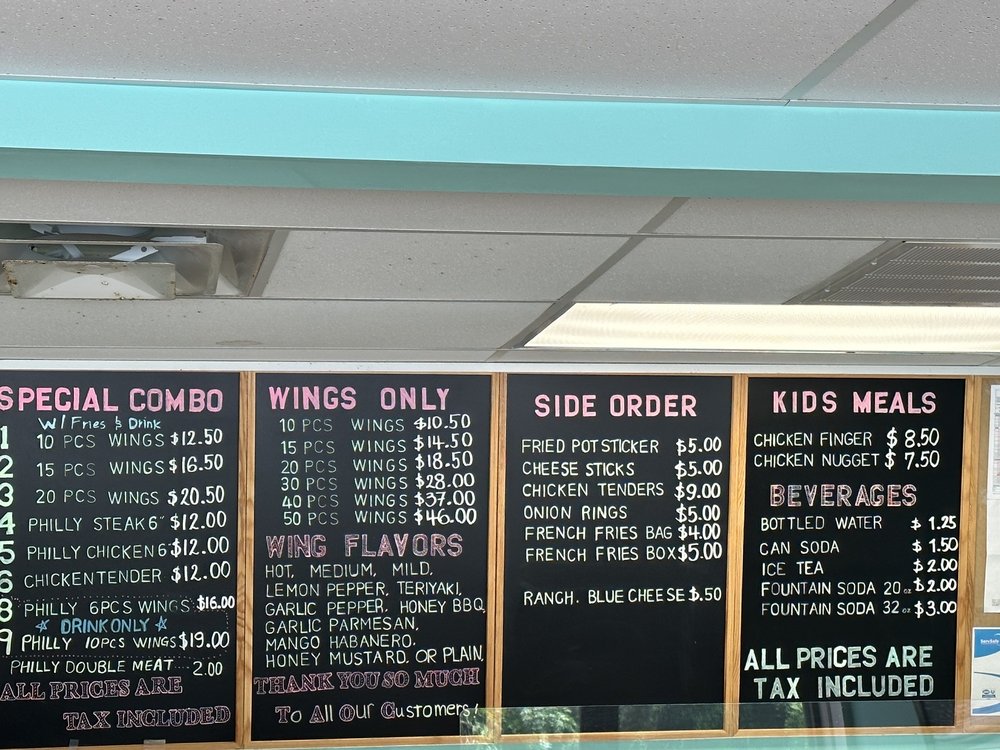 SPECIAL COMBO
W/ Fries & Drink
1 10 PCS WINGS $12.50
2 15 PCS WINGS $16.50
3 20 PCS WINGS $20.50
4 PHILLY STEAK 6" $12.00
5 PHILLY CHICKEN 6" $12.00
6 CHICKEN TENDER $12.00
8 PHILLY 6PCS WINGS $16.00
☆ DRINK ONLY ☆
9 PHILLY 10PCS WINGS $19.00
PHILLY DOUBLE MEAT ... 2.00
ALL PRICES ARE
TAX INCLUDED
WINGS ONLY
10 PCS WINGS $10.50
15 PCS WINGS $14.50
20 PCS WINGS $18.50
30 PCS WINGS $28.00
40 PCS WINGS $37.00
50 PCS WINGS $46.00
WING FLAVORS
HOT, MEDIUM, MILD,
LEMON PEPPER, TERIYAKI,
GARLIC PEPPER, HONEY BBQ,
GARLIC PARMESAN,
MANGO HABANERO.
HONEY MUSTARD, OR PLAIN.
THANK YOU SO MUCH
To All Our Customers!
SIDE ORDER
FRIED POTSTICKER $5.00
CHEESE STICKS $5.00
CHICKEN TENDERS $9.00
ONION RINGS $5.00
FRENCH FRIES BAG $4.00
FRENCH FRIES BOX $5.00
RANCH. BLUE CHEESE $.50
KIDS MEALS
CHICKEN FINGER $ 8.50
CHICKEN NUGGET $ 7.50
BEVERAGES
BOTTLED WATER $ 1.25
CAN SODA $ 1.50
ICE TEA $ 2.00
FOUNTAIN SODA 20 oz $2.00
FOUNTAIN SODA 32 oz $3.00
ALL PRICES ARE
TAX INCLUDED
ServSafe